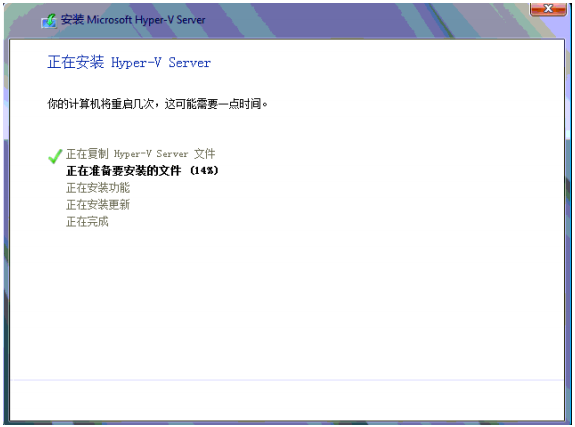 安装 Microsoft Hyper-V Server
正在安装 Hyper-V Server
你的计算机将重启几次，这可能需要一点时间。
正在复制 Hyper-V Server 文件
正在准备要安装的文件 (14%)
正在安装功能
正在安装更新
正在完成